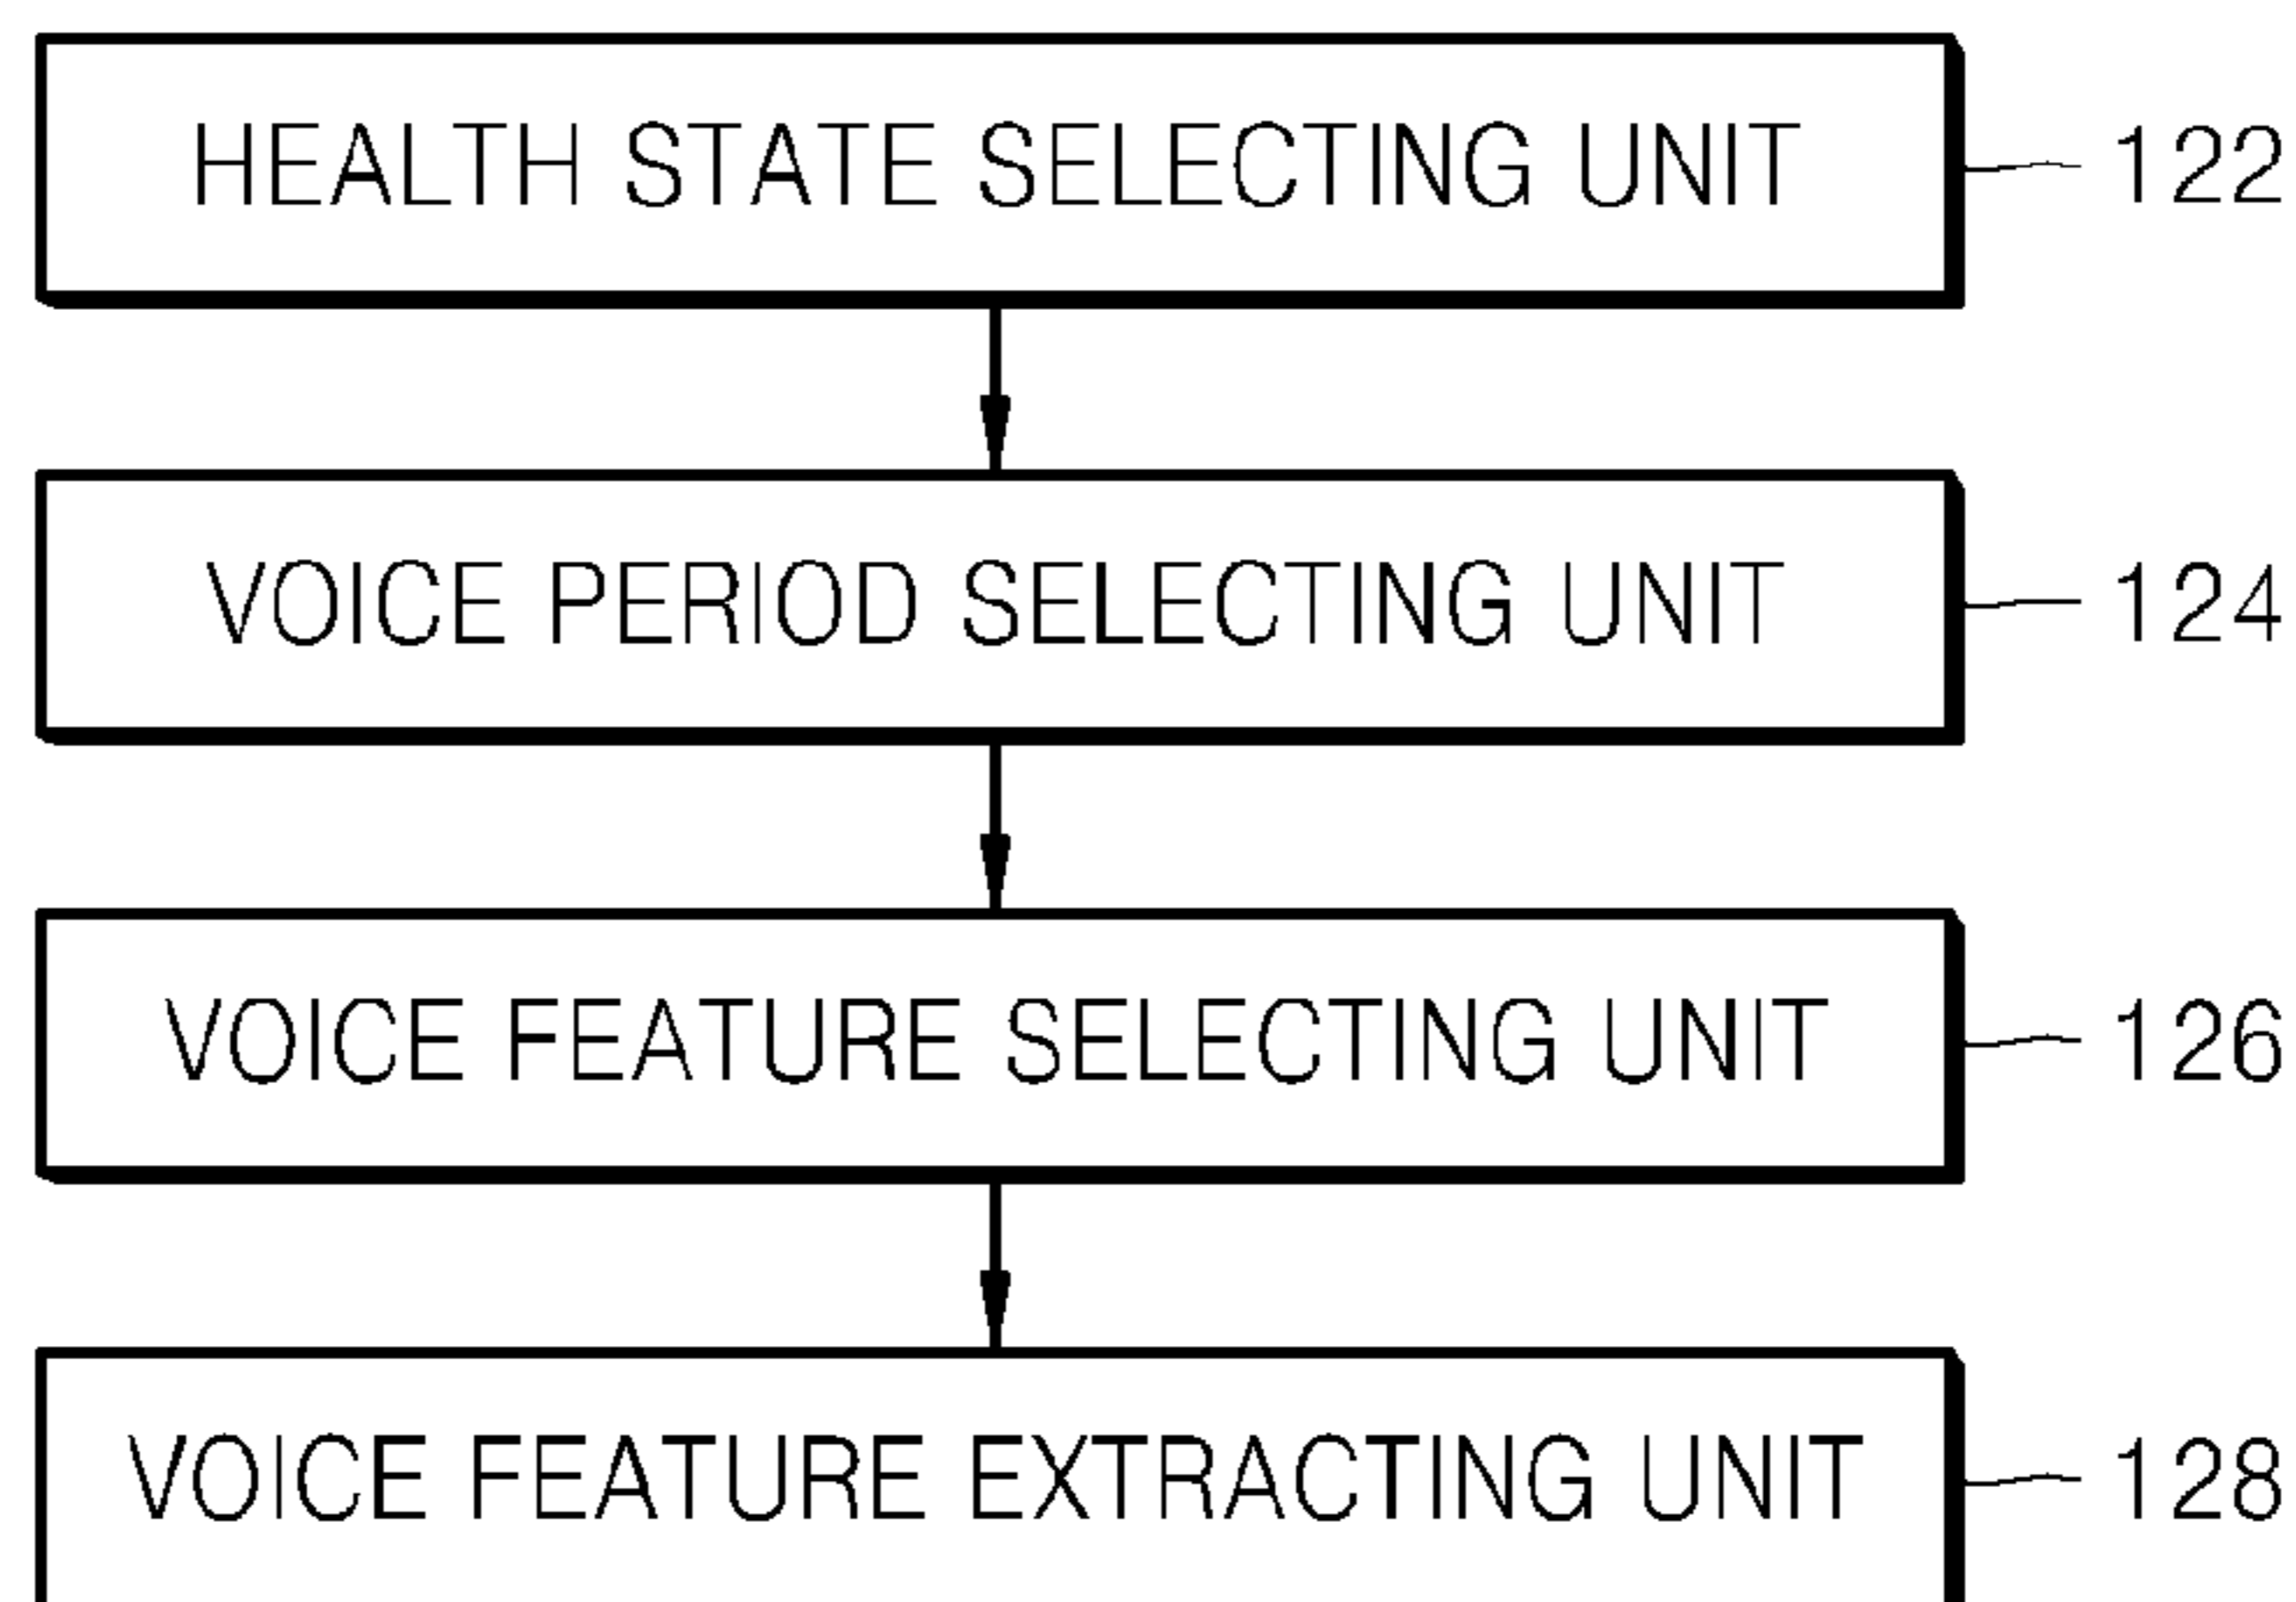 HEALTH STATE SELECTING UNIT 122
VOICE PERIOD SELECTING UNIT 124
VOICE FEATURE SELECTING UNIT 126
VOICE FEATURE EXTRACTING UNIT 128